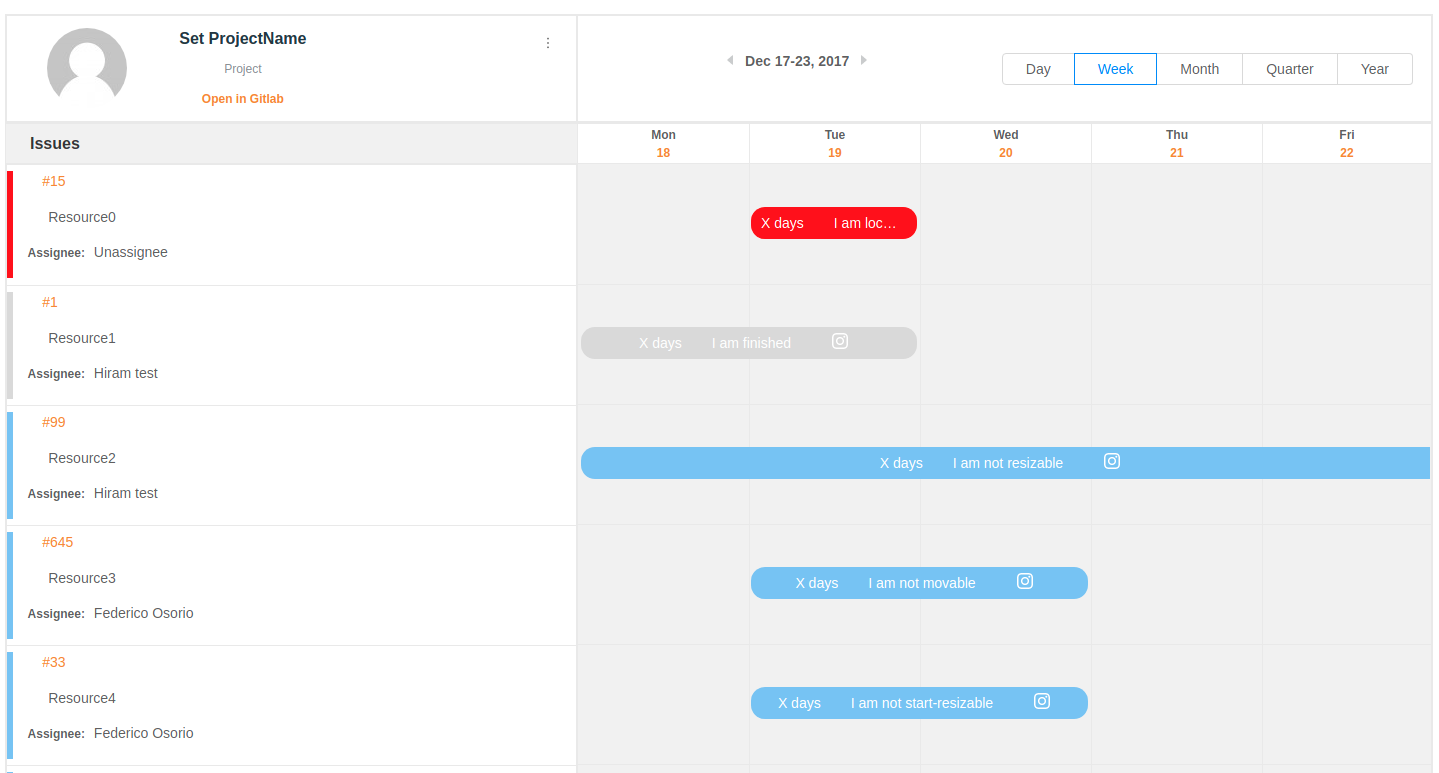 Set ProjectName
Project
Open in Gitlab
Dec 17-23, 2017
Day Week Month Quarter Year
Issues
Mon Tue Wed Thu Fri
18 19 20 21 22
#15
Resource0
Assignee: Unassignee
X days I am loc…
#1
Resource1
Assignee: Hiram test
X days I am finished
#99
Resource2
Assignee: Hiram test
X days I am not resizable
#645
Resource3
Assignee: Federico Osorio
X days I am not movable
#33
Resource4
Assignee: Federico Osorio
X days I am not start-resizable